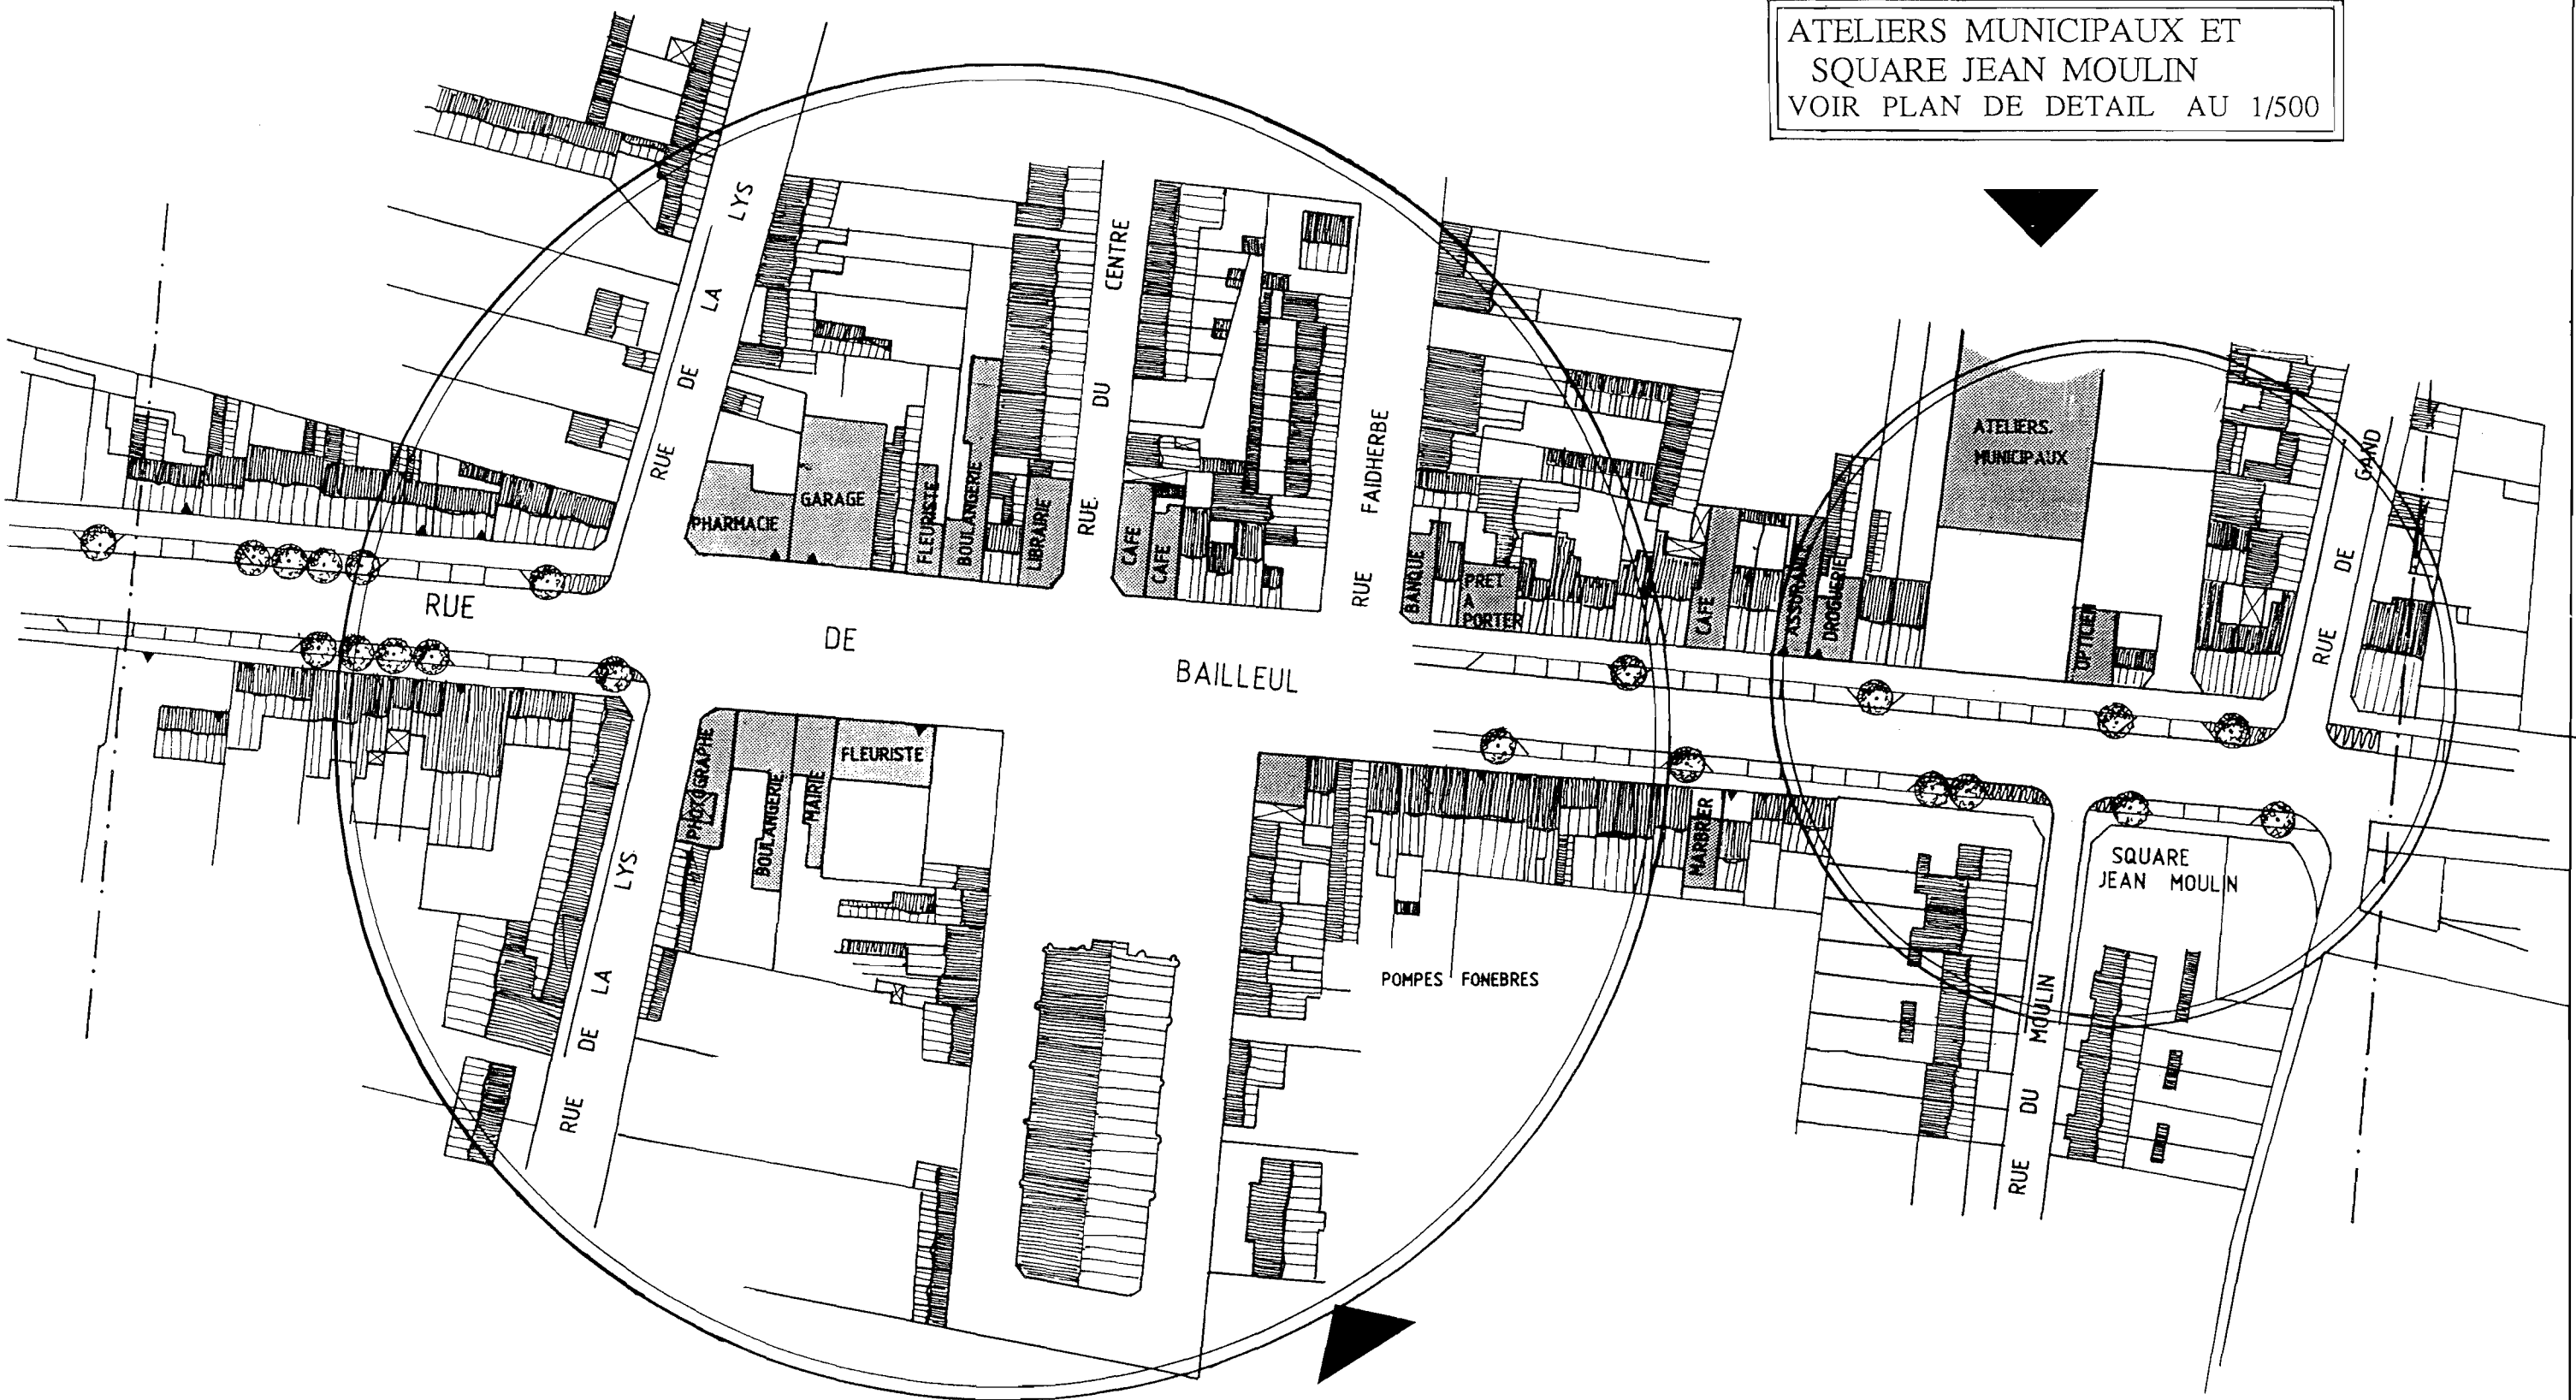 ATELIERS MUNICIPAUX ET
SQUARE JEAN MOULIN
VOIR PLAN DE DETAIL AU 1/500
RUE DE LA LYS
RUE DU CENTRE
RUE FAIDHERBE
RUE DE GAND
ATELIERS.
MUNICIPAUX
PHARMACIE
GARAGE
FLEURISTE
BOULANGERIE
LIBRAIRIE
CAFE
CAFE
BANQUE
PRET
A
PORTER
CAFE
ASSURANCE
DROGUERIE
OPTICIEN
RUE
DE
BAILLEUL
PHOTOGRAPHE
BOULANGERIE
MAIRIE
FLEURISTE
MARBRIER
SQUARE
JEAN MOULIN
POMPES FONEBRES
RUE DE LA LYS
RUE DU MOULIN